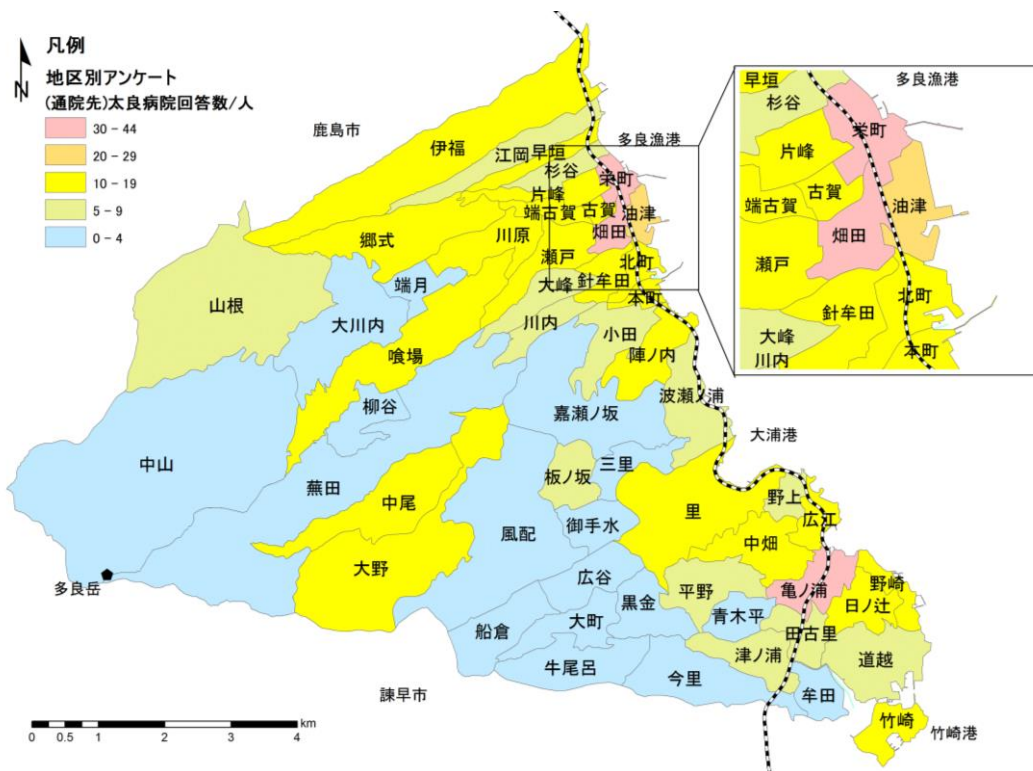 凡例
地区別アンケート
(通院先)太良病院回答数/人
30 - 44
20 - 29
10 - 19
5 - 9
0 - 4
N
鹿島市
多良漁港
伊福
江岡
早垣
杉谷
栄町
片峰
端古賀
古賀
油津
畑田
郷式
川原
瀬戸
北町
端月
大峰
針牟田
本町
山根
大川内
川内
小田
喰場
陣ノ内
柳谷
嘉瀬ノ坂
波瀬ノ浦
大浦港
中山
蕪田
中尾
板ノ坂
三里
里
野上
広江
風配
御手水
中畑
大野
多良岳
広谷
平野
亀ノ浦
野崎
黒金
青木平
日ノ辻
船倉
大町
田古里
津ノ浦
道越
牛尾呂
今里
牟田
諫早市
竹崎
竹崎港
km
0 0.5 1 2 3 4
早垣
多良漁港
杉谷
栄町
片峰
古賀
端古賀
油津
畑田
瀬戸
北町
針牟田
大峰
本町
川内